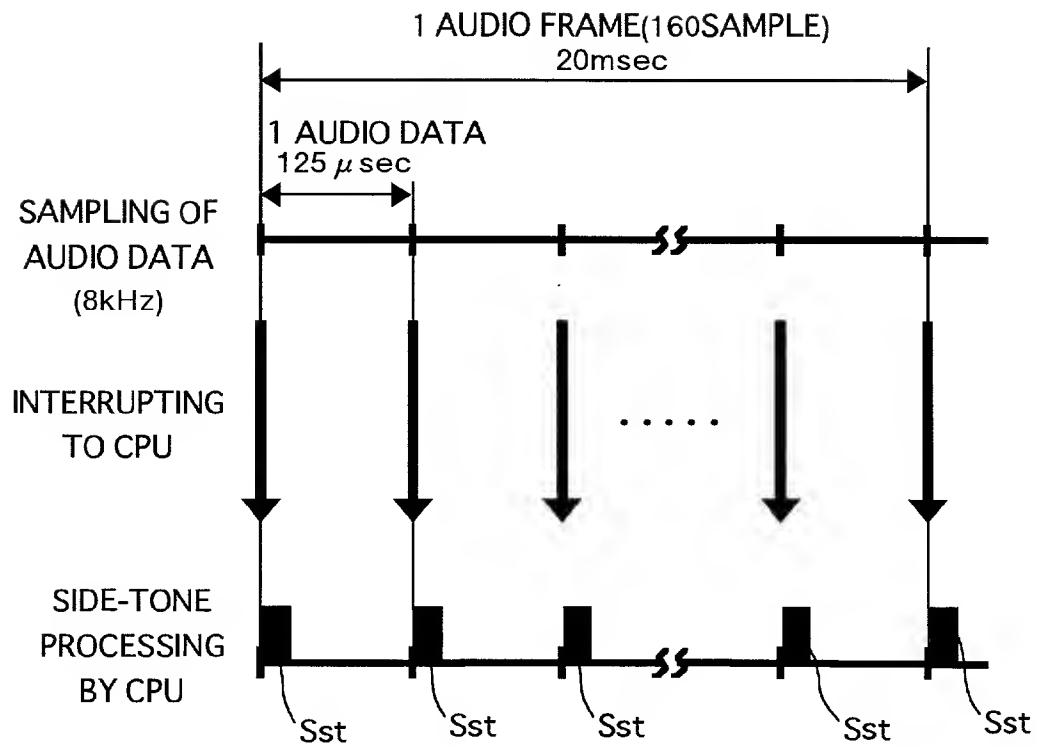 1 AUDIO FRAME(160SAMPLE)
20msec
1 AUDIO DATA
125 μ sec
SAMPLING OF
AUDIO DATA
(8kHz)
INTERRUPTING
TO CPU
.....
SIDE-TONE
PROCESSING
BY CPU
Sst
Sst
Sst
Sst
Sst